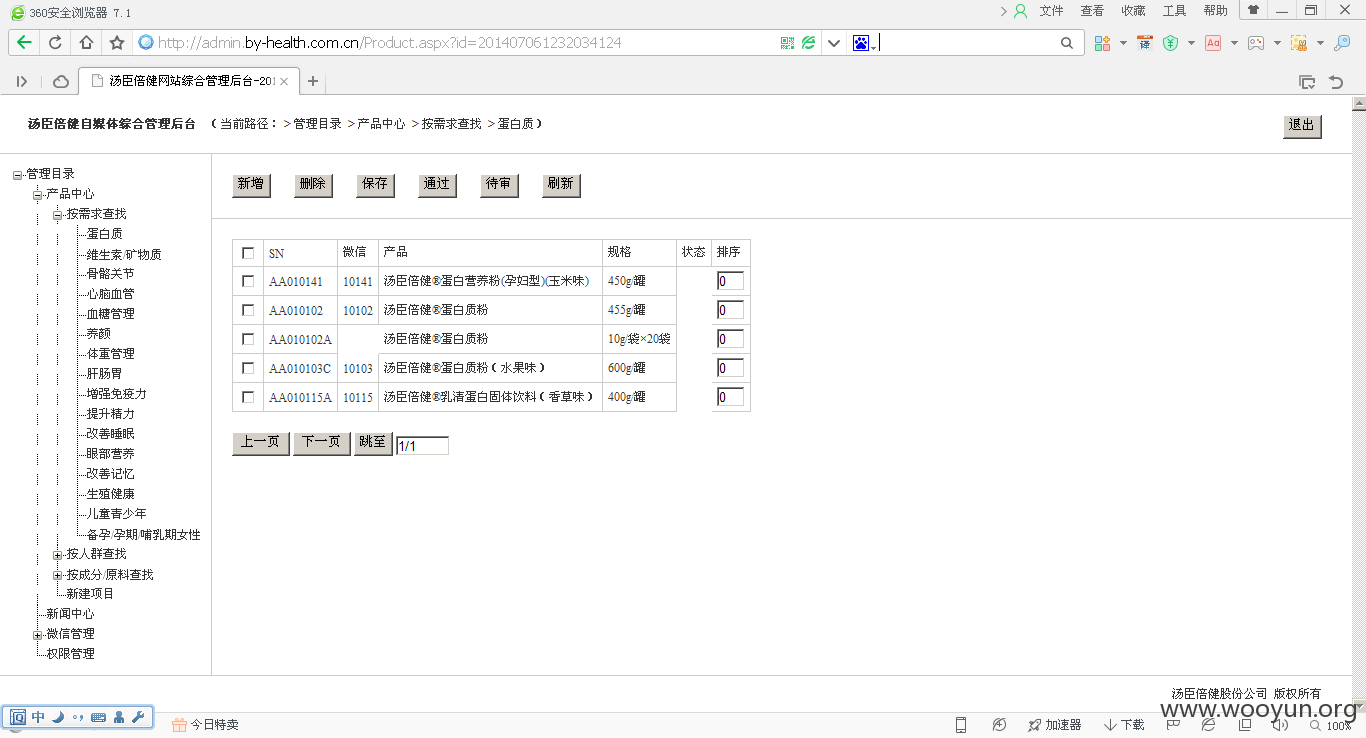 360安全浏览器 7.1
文件 查看 收藏 工具 帮助
http://admin.by-health.com.cn/Product.aspx?id=201407061232034124
汤臣倍健网站综合管理后台-201
汤臣倍健自媒体综合管理后台 （当前路径：>管理目录 >产品中心 >按需求查找 >蛋白质）
退出
管理目录
产品中心
按需求查找
蛋白质
维生素/矿物质
骨骼关节
心脑血管
血糖管理
养颜
体重管理
肝肠胃
增强免疫力
提升精力
改善睡眠
眼部营养
改善记忆
生殖健康
儿童青少年
备孕/孕期/哺乳期女性
按人群查找
按成分/原料查找
新建项目
新闻中心
微信管理
权限管理
新增 删除 保存 通过 待审 刷新
SN 微信 产品 规格 状态 排序
AA010141 10141 汤臣倍健®蛋白营养粉(孕妇型)(玉米味) 450g/罐 0
AA010102 10102 汤臣倍健®蛋白质粉 455g/罐 0
AA010102A 汤臣倍健®蛋白质粉 10g/袋×20袋 0
AA010103C 10103 汤臣倍健®蛋白质粉（水果味） 600g/罐 0
AA010115A 10115 汤臣倍健®乳清蛋白固体饮料（香草味） 400g/罐 0
上一页 下一页 跳至 1/1
汤臣倍健股份公司 版权所有
www.wooyun.org
中
今日特卖
加速器 下载 100%